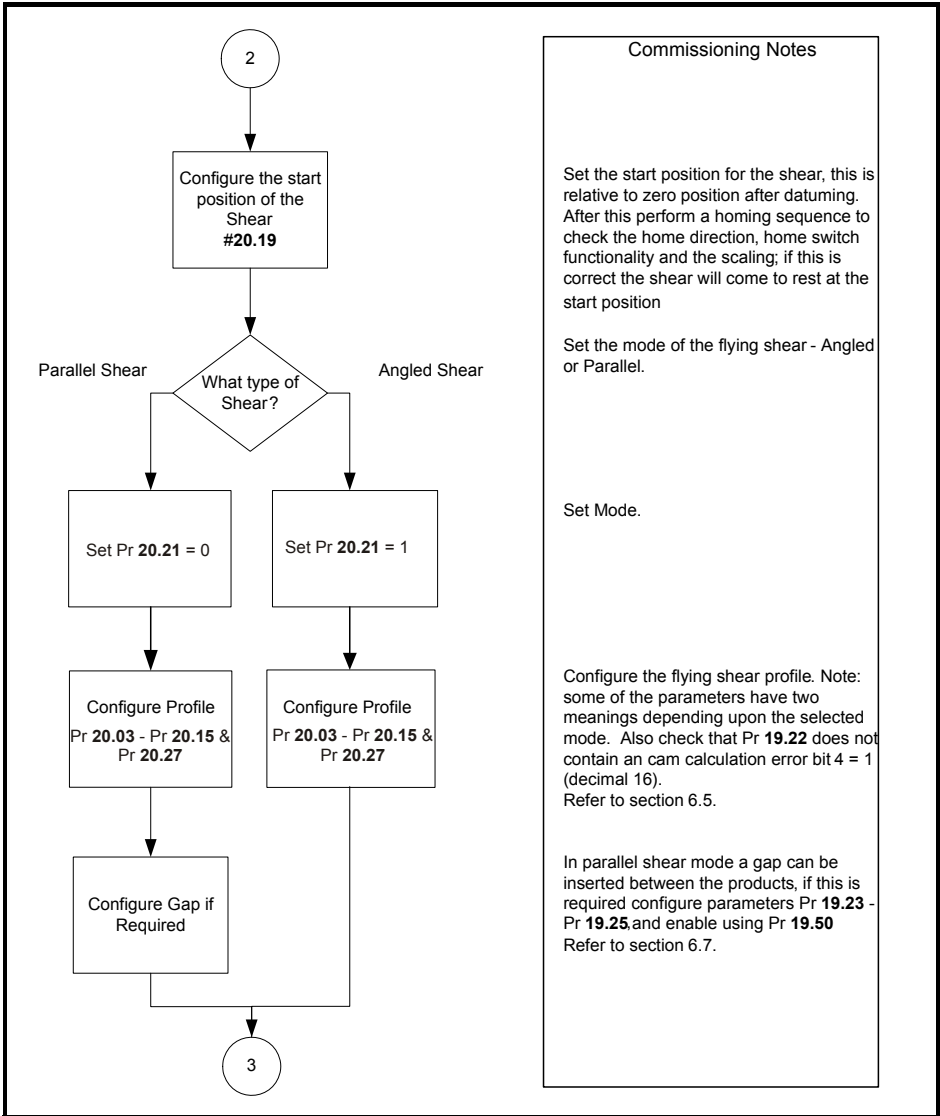 2
Configure the start
position of the
Shear
#20.19
Parallel Shear
What type of
Shear?
Angled Shear
Set Pr 20.21 = 0
Set Pr 20.21 = 1
Configure Profile
Pr 20.03 - Pr 20.15 &
Pr 20.27
Configure Profile
Pr 20.03 - Pr 20.15 &
Pr 20.27
Configure Gap if
Required
3
Commissioning Notes
Set the start position for the shear, this is
relative to zero position after datuming.
After this perform a homing sequence to
check the home direction, home switch
functionality and the scaling; if this is
correct the shear will come to rest at the
start position
Set the mode of the flying shear - Angled
or Parallel.
Set Mode.
Configure the flying shear profile. Note:
some of the parameters have two
meanings depending upon the selected
mode.  Also check that Pr 19.22 does not
contain an cam calculation error bit 4 = 1
(decimal 16).
Refer to section 6.5.
In parallel shear mode a gap can be
inserted between the products, if this is
required configure parameters Pr 19.23 -
Pr 19.25,and enable using Pr 19.50
Refer to section 6.7.